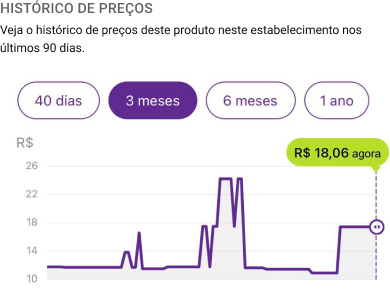 HISTÓRICO DE PREÇOS
Veja o histórico de preços deste produto neste estabelecimento nos
últimos 90 dias.
40 dias 3 meses 6 meses 1 ano
R$
R$ 18,06 agora
26
22
18
14
10